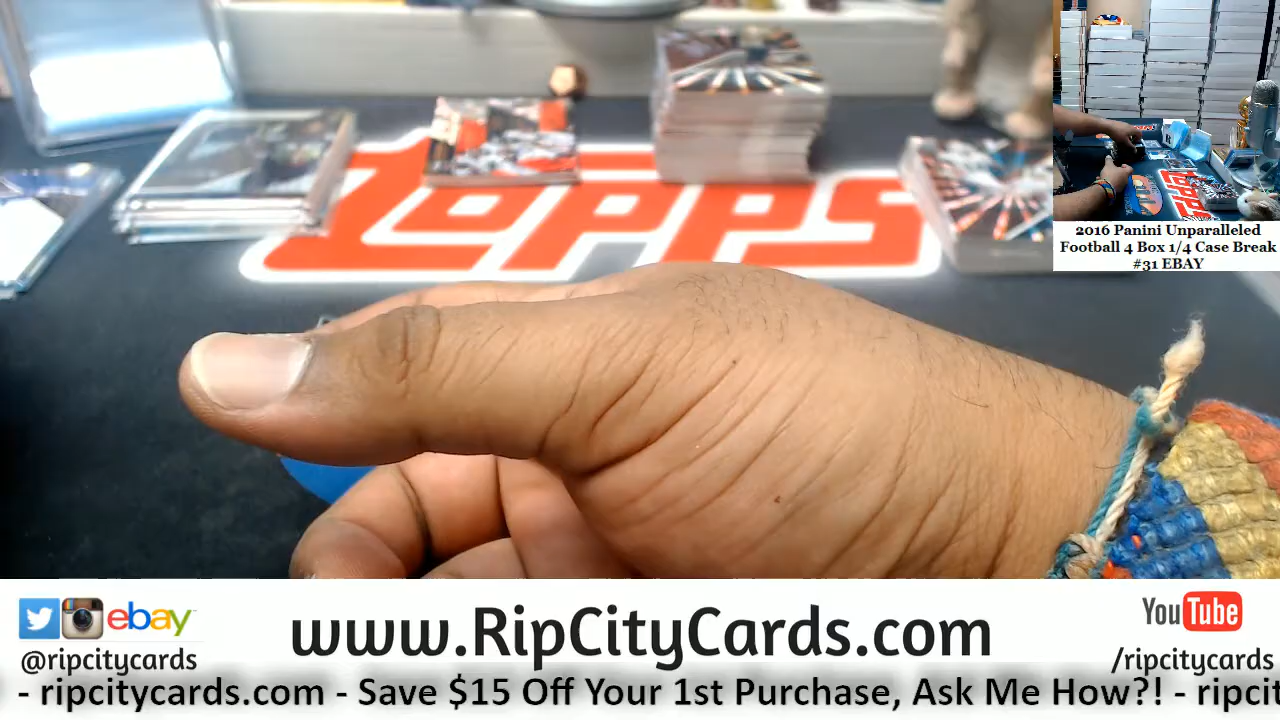 TOPPS
2016 Panini Unparalleled
Football 4 Box 1/4 Case Break
#31 EBAY
ebay
@ripcitycards
www.RipCityCards.com
YouTube
/ripcitycards
- ripcitycards.com - Save $15 Off Your 1st Purchase, Ask Me How?! - ripcit